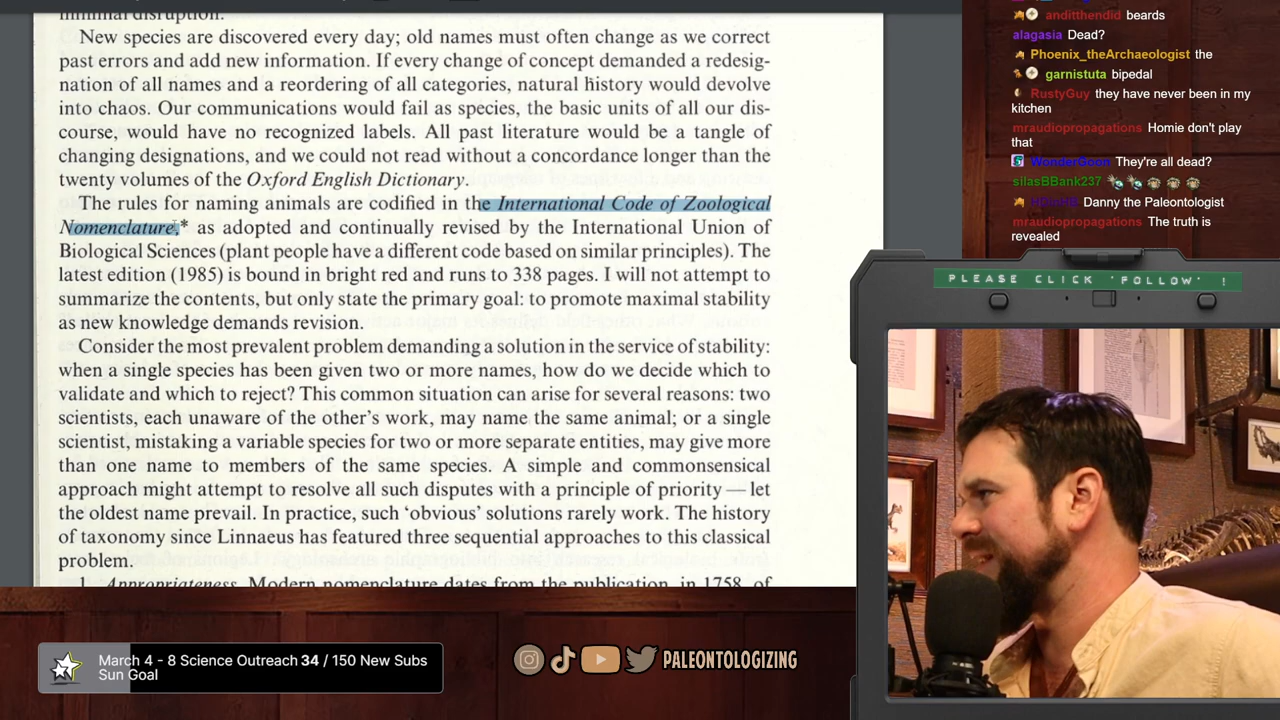 minimal disruption.
New species are discovered every day; old names must often change as we correct
past errors and add new information. If every change of concept demanded a redesig-
nation of all names and a reordering of all categories, natural history would devolve
into chaos. Our communications would fail as species, the basic units of all our dis-
course, would have no recognized labels. All past literature would be a tangle of
changing designations, and we could not read without a concordance longer than the
twenty volumes of the Oxford English Dictionary.
The rules for naming animals are codified in the International Code of Zoological
Nomenclature,* as adopted and continually revised by the International Union of
Biological Sciences (plant people have a different code based on similar principles). The
latest edition (1985) is bound in bright red and runs to 338 pages. I will not attempt to
summarize the contents, but only state the primary goal: to promote maximal stability
as new knowledge demands revision.
Consider the most prevalent problem demanding a solution in the service of stability:
when a single species has been given two or more names, how do we decide which to
validate and which to reject? This common situation can arise for several reasons: two
scientists, each unaware of the other's work, may name the same animal; or a single
scientist, mistaking a variable species for two or more separate entities, may give more
than one name to members of the same species. A simple and commonsensical
approach might attempt to resolve all such disputes with a principle of priority — let
the oldest name prevail. In practice, such 'obvious' solutions rarely work. The history
of taxonomy since Linnaeus has featured three sequential approaches to this classical
problem.
1. Appropriateness. Modern nomenclature dates from the publication, in 1758, of
anditthendid beards
alagasia Dead?
Phoenix_theArchaeologist the
garnistuta bipedal
RustyGuy they have never been in my
kitchen
mraudiopropagations Homie don't play
that
WonderGoon They're all dead?
silasBBank237
Danny the Paleontologist
mraudiopropagations The truth is
revealed
PLEASE CLICK 'FOLLOW' !
March 4 - 8 Science Outreach 34 / 150 New Subs
Sun Goal
PALEONTOLOGIZING